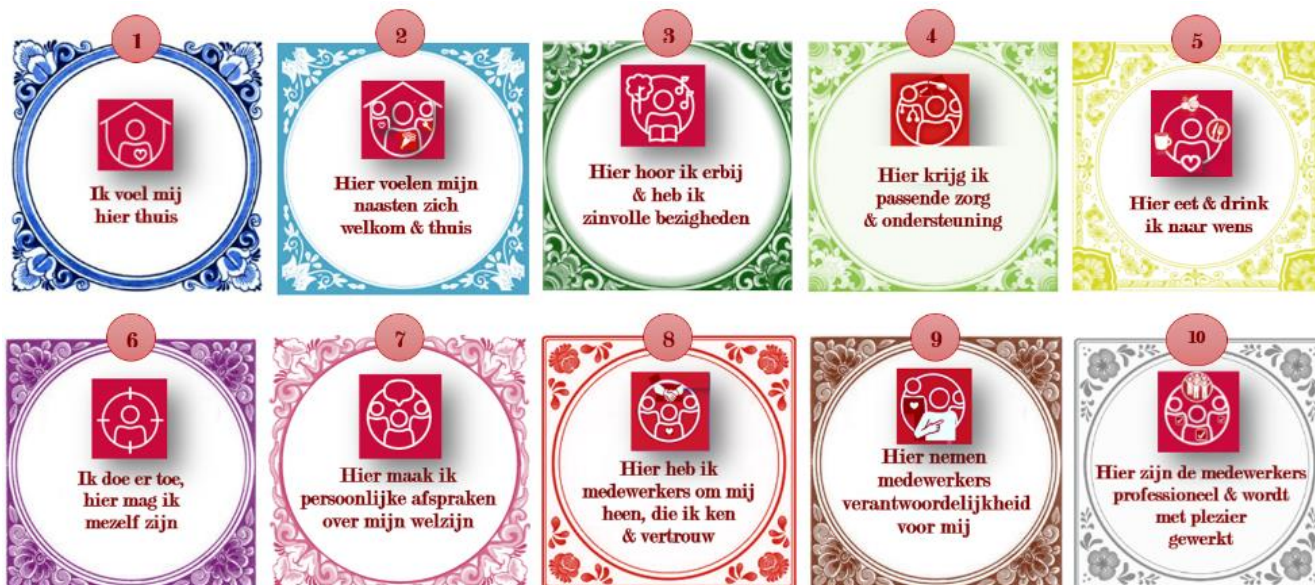 1
Ik voel mij
hier thuis
2
Hier voelen mijn
naasten zich
welkom & thuis
3
Hier hoor ik erbij
& heb ik
zinvolle bezigheden
4
Hier krijg ik
passende zorg
& ondersteuning
5
Hier eet & drink
ik naar wens
6
Ik doe er toe,
hier mag ik
mezelf zijn
7
Hier maak ik
persoonlijke afspraken
over mijn welzijn
8
Hier heb ik
medewerkers om mij
heen, die ik ken
& vertrouw
9
Hier nemen
medewerkers
verantwoordelijkheid
voor mij
10
Hier zijn de medewerkers
professioneel & wordt
met plezier
gewerkt